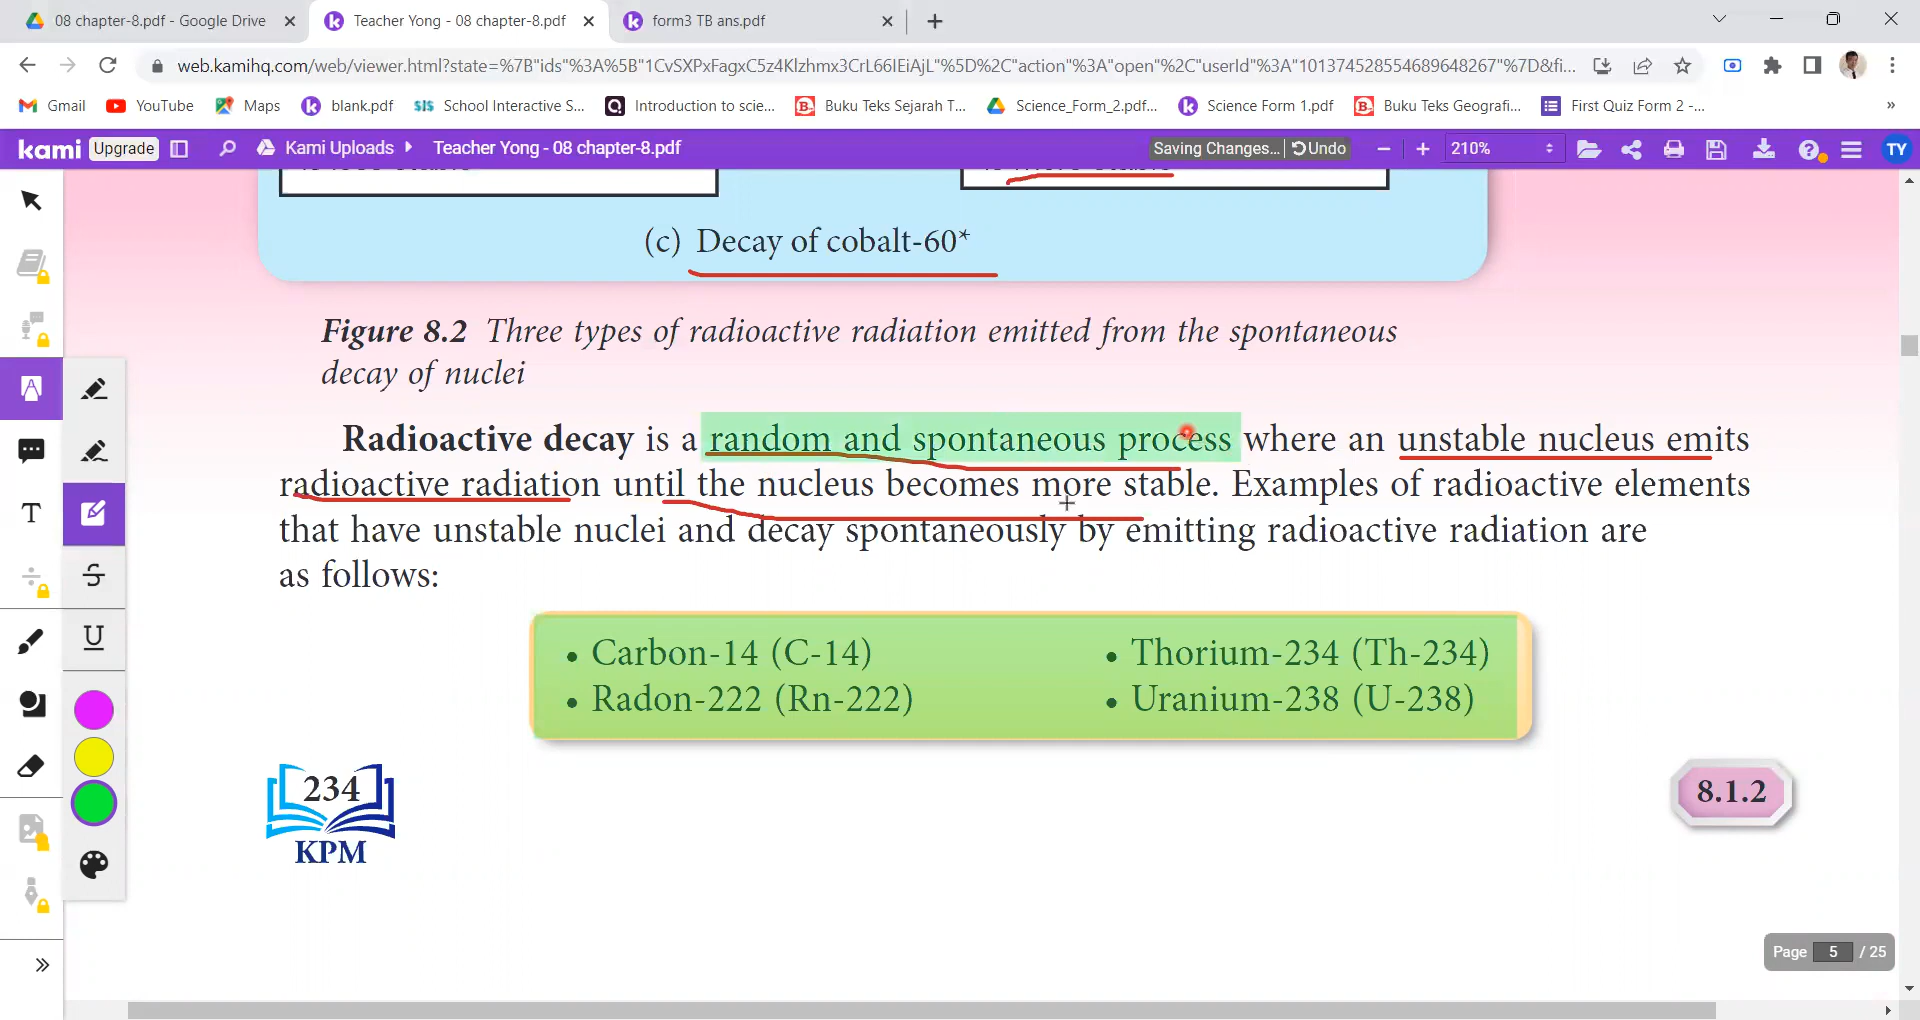 08 chapter-8.pdf - Google Drive
Teacher Yong - 08 chapter-8.pdf
form3 TB ans.pdf
web.kamihq.com/web/viewer.html?state=%7B"ids"%3A%5B"1CvSXPxFagxC5z4Klzhmx3CrL66IEiAjL"%5D%2C"action"%3A"open"%2C"userId"%3A"101374528554689648267"%7D&fi...
Gmail
YouTube
Maps
blank.pdf
School Interactive S...
Introduction to scie...
Buku Teks Sejarah T...
Science_Form_2.pdf...
Science Form 1.pdf
Buku Teks Geografi...
First Quiz Form 2 -...
kami
Upgrade
Kami Uploads
Teacher Yong - 08 chapter-8.pdf
Saving Changes...
Undo
210%
TY
(c) Decay of cobalt-60*
Figure 8.2 Three types of radioactive radiation emitted from the spontaneous
decay of nuclei
Radioactive decay is a random and spontaneous process where an unstable nucleus emits
radioactive radiation until the nucleus becomes more stable. Examples of radioactive elements
that have unstable nuclei and decay spontaneously by emitting radioactive radiation are
as follows:
• Carbon-14 (C-14)
• Thorium-234 (Th-234)
• Radon-222 (Rn-222)
• Uranium-238 (U-238)
234
KPM
8.1.2
Page 5 / 25